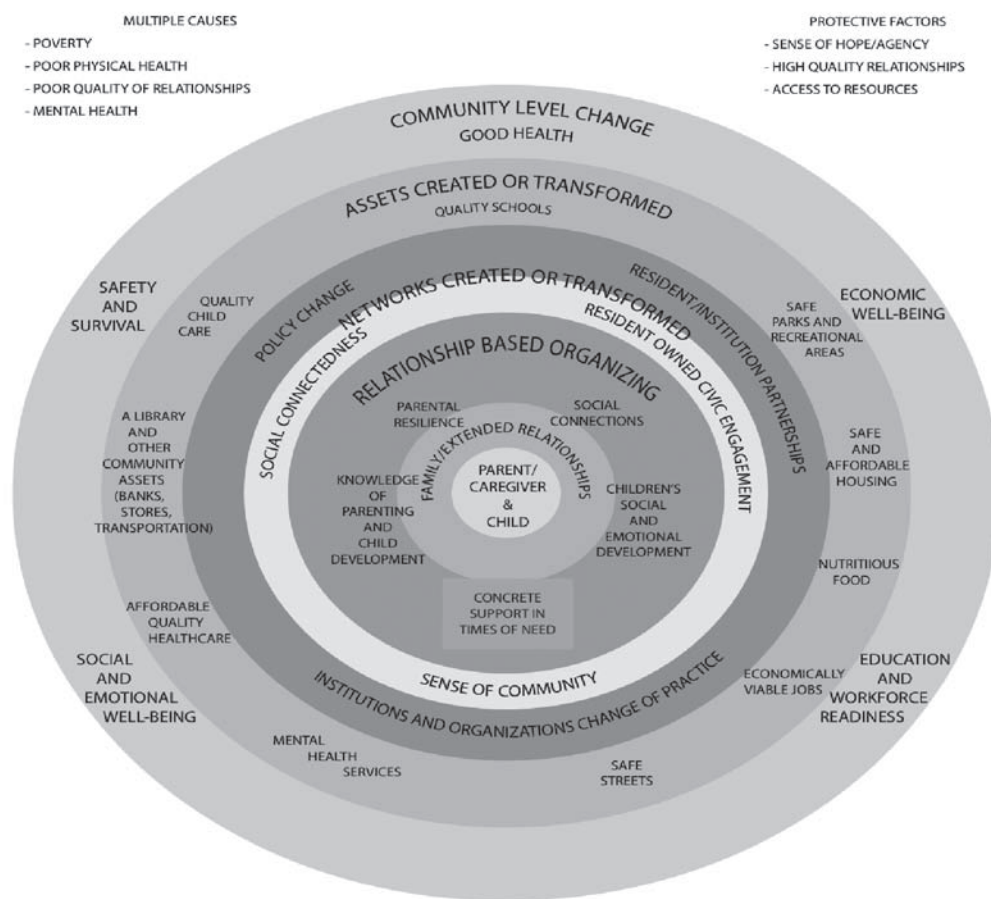 MULTIPLE CAUSES
- POVERTY
- POOR PHYSICAL HEALTH
- POOR QUALITY OF RELATIONSHIPS
- MENTAL HEALTH
PROTECTIVE FACTORS
- SENSE OF HOPE/AGENCY
- HIGH QUALITY RELATIONSHIPS
- ACCESS TO RESOURCES
COMMUNITY LEVEL CHANGE
GOOD HEALTH
SAFETY
AND
SURVIVAL
ECONOMIC
WELL-BEING
SOCIAL
AND
EMOTIONAL
WELL-BEING
EDUCATION
AND
WORKFORCE
READINESS
ASSETS CREATED OR TRANSFORMED
QUALITY SCHOOLS
QUALITY
CHILD
CARE
SAFE
PARKS AND
RECREATIONAL
AREAS
A LIBRARY
AND
OTHER
COMMUNITY
ASSETS
(BANKS,
STORES,
TRANSPORTATION)
SAFE
AND
AFFORDABLE
HOUSING
NUTRITIIOUS
FOOD
AFFORDABLE
QUALITY
HEALTHCARE
ECONOMICALLY
VIABLE JOBS
MENTAL
HEALTH
SERVICES
SAFE
STREETS
NETWORKS CREATED OR TRANSFORMED
POLICY CHANGE
RESIDENT/INSTITUTION PARTNERSHIPS
INSTITUTIONS AND ORGANIZATIONS CHANGE OF PRACTICE
SOCIAL CONNECTEDNESS
RESIDENT OWNED CIVIC ENGAGEMENT
SENSE OF COMMUNITY
RELATIONSHIP BASED ORGANIZING
PARENTAL
RESILIENCE
SOCIAL
CONNECTIONS
KNOWLEDGE
OF
PARENTING
AND
CHILD
DEVELOPMENT
CHILDREN'S
SOCIAL
AND
EMOTIONAL
DEVELOPMENT
CONCRETE
SUPPORT IN
TIMES OF NEED
FAMILY/EXTENDED RELATIONSHIPS
PARENT/
CAREGIVER
&
CHILD